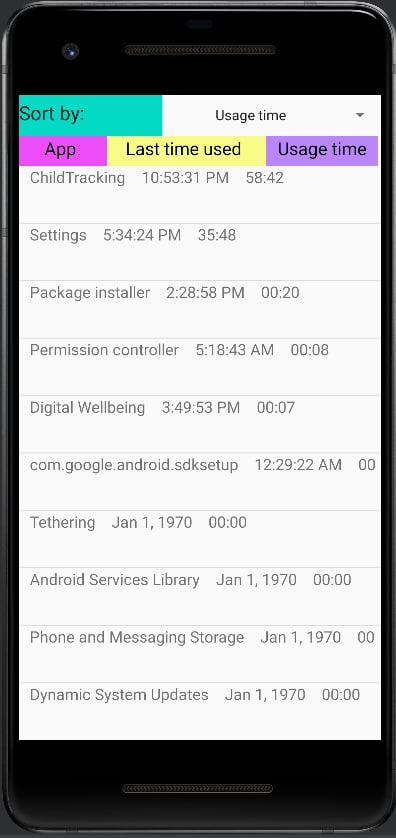 Sort by: Usage time
App Last time used Usage time
ChildTracking 10:53:31 PM 58:42
Settings 5:34:24 PM 35:48
Package installer 2:28:58 PM 00:20
Permission controller 5:18:43 AM 00:08
Digital Wellbeing 3:49:53 PM 00:07
com.google.android.sdksetup 12:29:22 AM 00
Tethering Jan 1, 1970 00:00
Android Services Library Jan 1, 1970 00:00
Phone and Messaging Storage Jan 1, 1970 00
Dynamic System Updates Jan 1, 1970 00:00